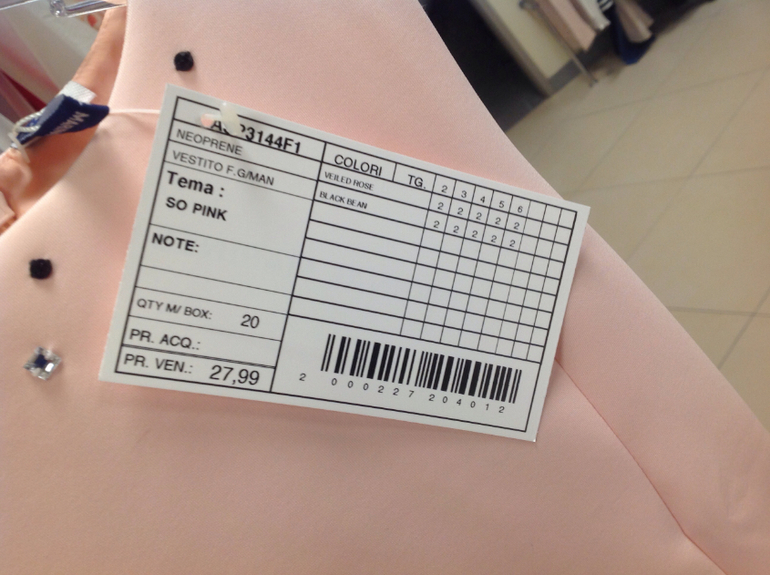 3144F1
NEOPRENE
VESTITO F.G/MAN
Tema :
SO PINK
NOTE:
QTY M/ BOX: 20
PR. ACQ.:
PR. VEN.: 27,99
COLORI TG. 2 3 4 5 6
VEILED ROSE 2 2 2 2 2
BLACK BEAN 2 2 2 2 2
2 000227 204012